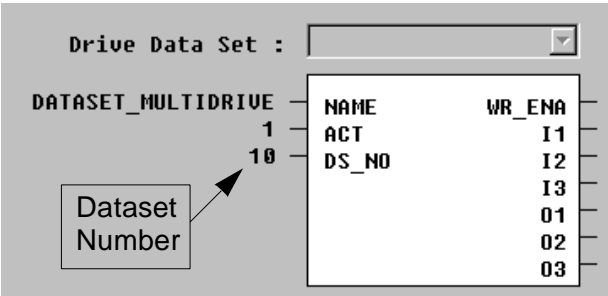 Drive Data Set :
DATASET_MULTIDRIVE NAME WR_ENA
1 ACT I1
10 DS_NO I2
I3
O1
O2
O3
Dataset
Number